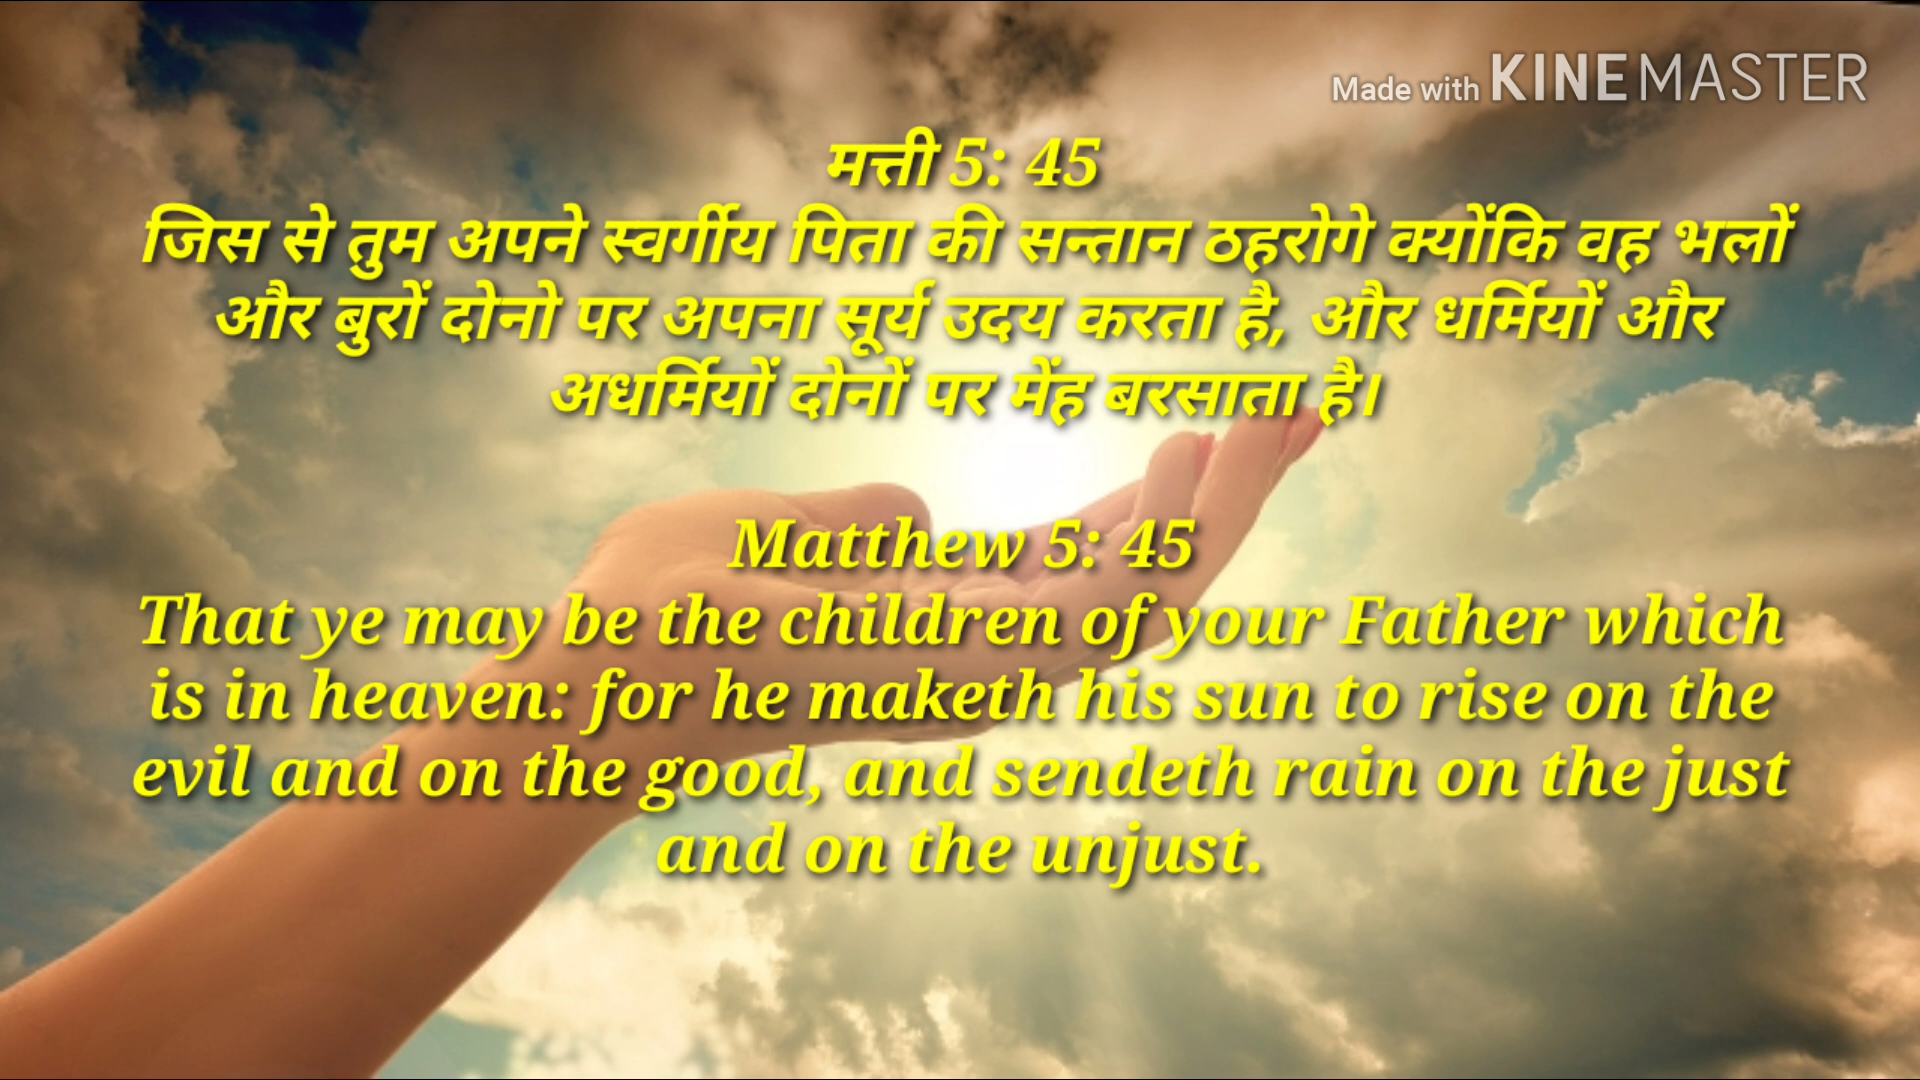 Made with KINEMASTER
मत्ती 5: 45
जिस से तुम अपने स्वर्गीय पिता की सन्तान ठहरोगे क्योंकि वह भलों
और बुरों दोनो पर अपना सूर्य उदय करता है, और धर्मियों और
अधर्मियों दोनों पर मेंह बरसाता है।
Matthew 5: 45
That ye may be the children of your Father which
is in heaven: for he maketh his sun to rise on the
evil and on the good, and sendeth rain on the just
and on the unjust.